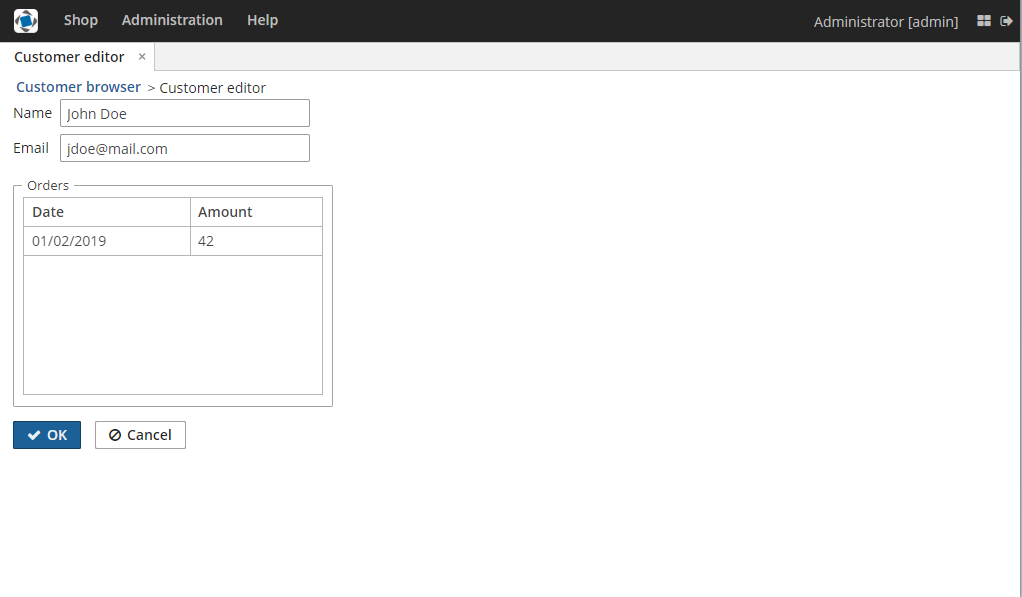 Shop Administration Help Administrator [admin]
Customer editor ×
Customer browser > Customer editor
Name John Doe
Email jdoe@mail.com
Orders
Date Amount
01/02/2019 42
OK Cancel